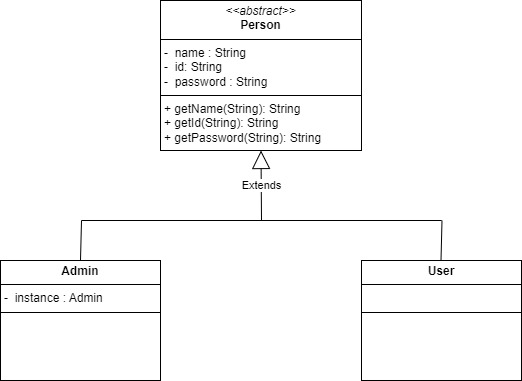 <<abstract>>
Person
- name : String
- id: String
- password : String
+ getName(String): String
+ getId(String): String
+ getPassword(String): String
Extends
Admin
- instance : Admin
User